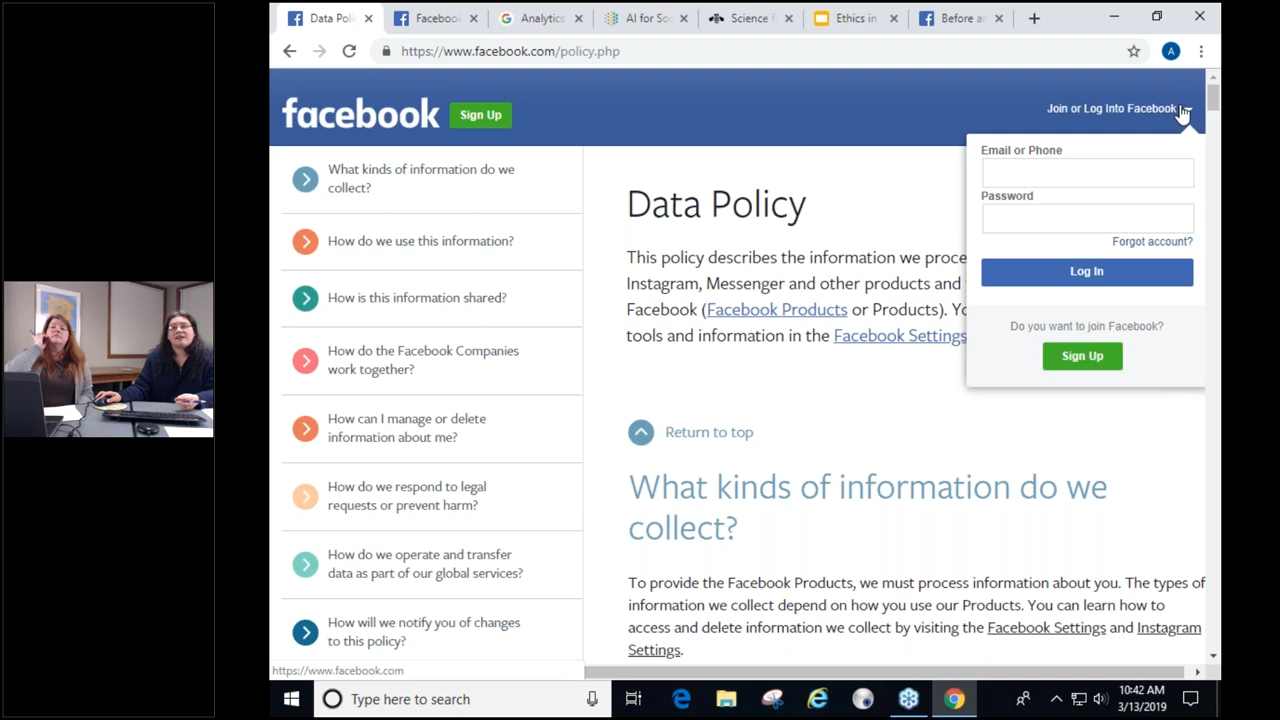 Data Poli
Facebook
Analytics
AI for Soc
Science f
Ethics in
Before an
https://www.facebook.com/policy.php
A
facebook
Sign Up
Join or Log Into Facebook
Email or Phone
Password
Forgot account?
Log In
Do you want to join Facebook?
Sign Up
What kinds of information do we
collect?
How do we use this information?
How is this information shared?
How do the Facebook Companies
work together?
How can I manage or delete
information about me?
How do we respond to legal
requests or prevent harm?
How do we operate and transfer
data as part of our global services?
How will we notify you of changes
to this policy?
Data Policy
This policy describes the information we proce
Instagram, Messenger and other products and
Facebook (Facebook Products or Products). Yo
tools and information in the Facebook Settings
Return to top
What kinds of information do we
collect?
To provide the Facebook Products, we must process information about you. The types of
information we collect depend on how you use our Products. You can learn how to
access and delete information we collect by visiting the Facebook Settings and Instagram
Settings.
https://www.facebook.com
Type here to search
10:42 AM
3/13/2019